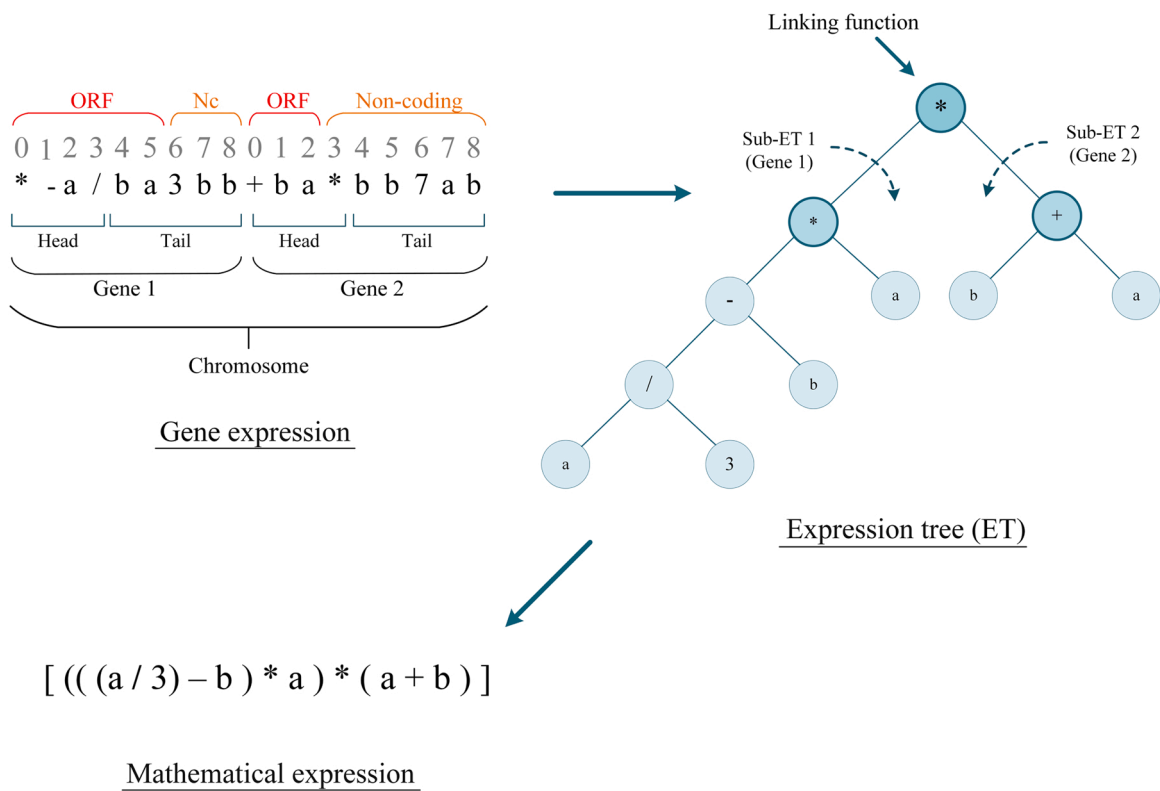 Linking function
ORF Nc ORF Non-coding
0 1 2 3 4 5 6 7 8 0 1 2 3 4 5 6 7 8
* - a / b a 3 b b + b a * b b 7 a b
Head Tail Head Tail
Gene 1 Gene 2
Chromosome
Gene expression
*
Sub-ET 1
(Gene 1)
Sub-ET 2
(Gene 2)
* +
- a b a
/ b
a 3
Expression tree (ET)
[ (( (a / 3) – b ) * a ) * ( a + b ) ]
Mathematical expression